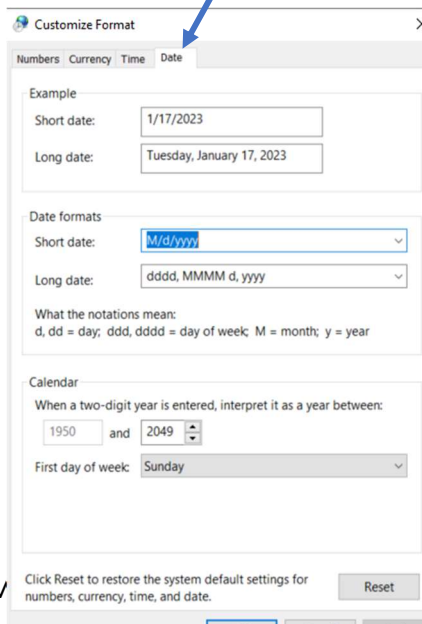 Customize Format
Numbers Currency Time Date
Example
Short date: 1/17/2023
Long date: Tuesday, January 17, 2023
Date formats
Short date: M/d/yyyy
Long date: dddd, MMMM d, yyyy
What the notations mean:
d, dd = day; ddd, dddd = day of week; M = month; y = year
Calendar
When a two-digit year is entered, interpret it as a year between:
1950 and 2049
First day of week: Sunday
Click Reset to restore the system default settings for
numbers, currency, time, and date.
Reset